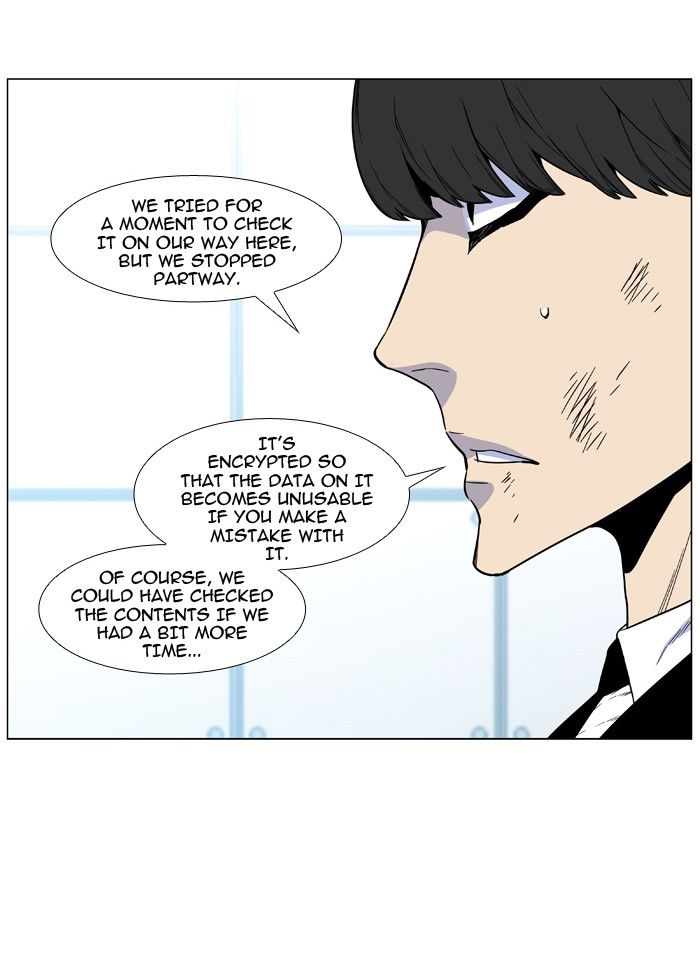 WE TRIED FOR
A MOMENT TO CHECK
IT ON OUR WAY HERE,
BUT WE STOPPED
PARTWAY.
IT'S
ENCRYPTED SO
THAT THE DATA ON IT
BECOMES UNUSABLE
IF YOU MAKE A
MISTAKE WITH
IT.
OF COURSE, WE
COULD HAVE CHECKED
THE CONTENTS IF WE
HAD A BIT MORE
TIME...